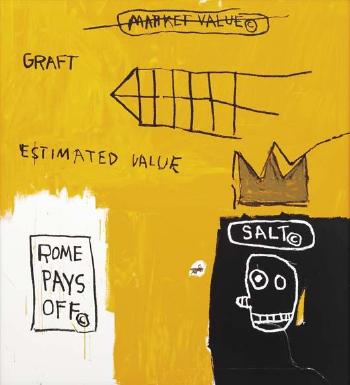 MARKET VALUE©
GRAFT
ESTIMATED VALUE
SALT©
ROME
PAYS
OFF©